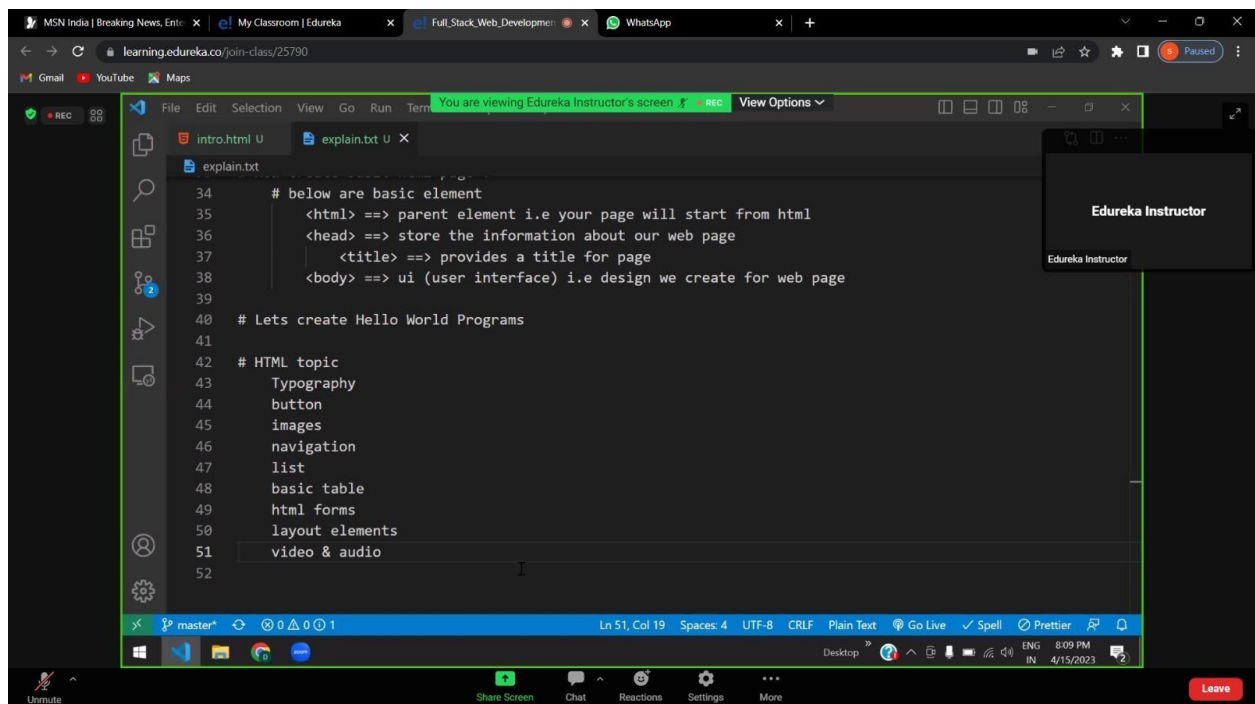 MSN India | Breaking News, Ente
My Classroom | Edureka
Full_Stack_Web_Developmen
WhatsApp
learning.edureka.co/join-class/25790
S Paused
Gmail YouTube Maps
REC
File Edit Selection View Go Run Term
You are viewing Edureka Instructor's screen REC View Options
intro.html U explain.txt U
explain.txt
Edureka Instructor
Edureka Instructor
34 # below are basic element
35 <html> ==> parent element i.e your page will start from html
36 <head> ==> store the information about our web page
37 <title> ==> provides a title for page
38 <body> ==> ui (user interface) i.e design we create for web page
39
40 # Lets create Hello World Programs
41
42 # HTML topic
43 Typography
44 button
45 images
46 navigation
47 list
48 basic table
49 html forms
50 layout elements
51 video & audio
52
2
master* 0 0 1 Ln 51, Col 19 Spaces: 4 UTF-8 CRLF Plain Text Go Live Spell Prettier
zoom
Desktop » ENG 8:09 PM
IN 4/15/2023 2
Unmute Share Screen Chat Reactions Settings More Leave